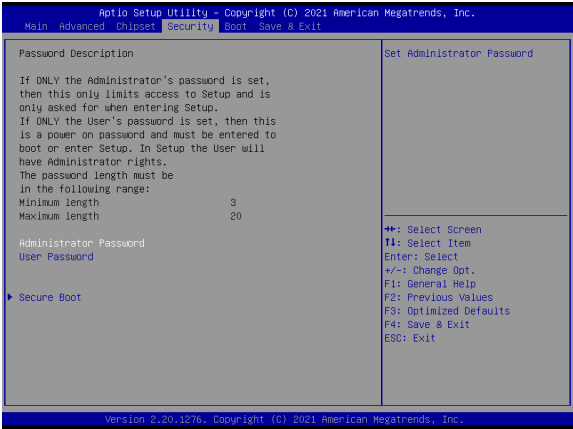 Aptio Setup Utility – Copyright (C) 2021 American Megatrends, Inc.
Main Advanced Chipset Security Boot Save & Exit
Password Description
If ONLY the Administrator's password is set,
then this only limits access to Setup and is
only asked for when entering Setup.
If ONLY the User's password is set, then this
is a power on password and must be entered to
boot or enter Setup. In Setup the User will
have Administrator rights.
The password length must be
in the following range:
Minimum length 3
Maximum length 20
Administrator Password
User Password
Secure Boot
Set Administrator Password
→←: Select Screen
↑↓: Select Item
Enter: Select
+/-: Change Opt.
F1: General Help
F2: Previous Values
F3: Optimized Defaults
F4: Save & Exit
ESC: Exit
Version 2.20.1276. Copyright (C) 2021 American Megatrends, Inc.